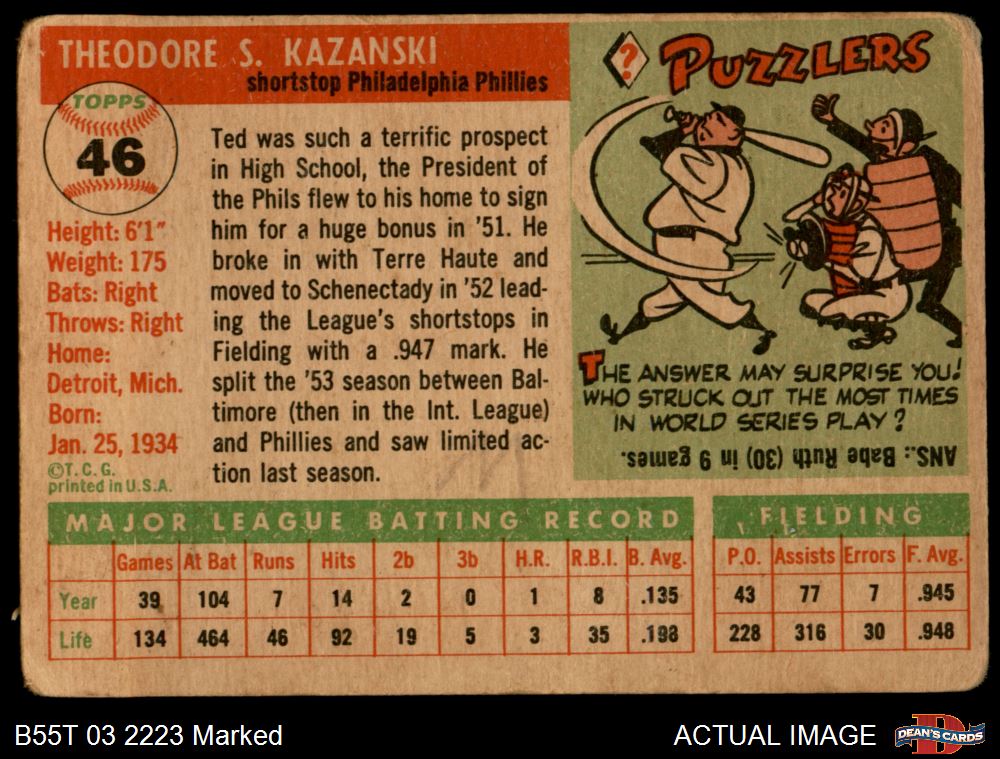 THEODORE S. KAZANSKI
shortstop Philadelphia Phillies
TOPPS
46
Height: 6'1"
Weight: 175
Bats: Right
Throws: Right
Home:
Detroit, Mich.
Born:
Jan. 25, 1934
©T.C.G.
printed in U.S.A.
Ted was such a terrific prospect
in High School, the President of
the Phils flew to his home to sign
him for a huge bonus in '51. He
broke in with Terre Haute and
moved to Schenectady in '52 lead-
ing the League's shortstops in
Fielding with a .947 mark. He
split the '53 season between Bal-
timore (then in the Int. League)
and Phillies and saw limited ac-
tion last season.
? PUZZLERS
THE ANSWER MAY SURPRISE YOU!
WHO STRUCK OUT THE MOST TIMES
IN WORLD SERIES PLAY?
ANS.: Babe Ruth (30) in 9 games.
MAJOR LEAGUE BATTING RECORD
Games At Bat Runs Hits 2b 3b H.R. R.B.I. B. Avg.
Year 39 104 7 14 2 0 1 8 .135
Life 134 464 46 92 19 5 3 35 .198
FIELDING
P.O. Assists Errors F. Avg.
43 77 7 .945
228 316 30 .948
B55T 03 2223 Marked
ACTUAL IMAGE
D
DEAN'S CARDS